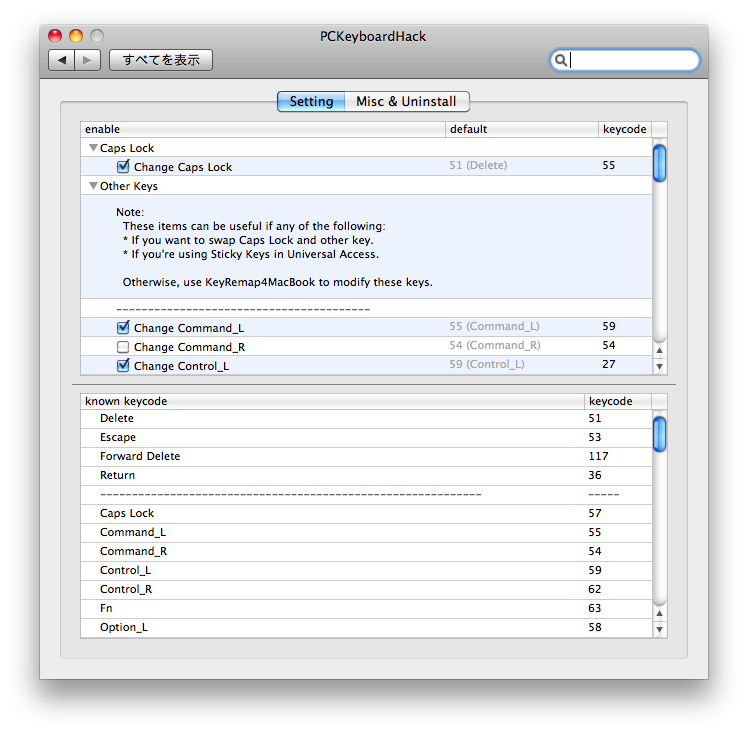 PCKeyboardHack
すべてを表示
Setting Misc & Uninstall
enable default keycode
Caps Lock
Change Caps Lock 51 (Delete) 55
Other Keys
Note:
These items can be useful if any of the following:
* If you want to swap Caps Lock and other key.
* If you're using Sticky Keys in Universal Access.
Otherwise, use KeyRemap4MacBook to modify these keys.
----------------------------------------
Change Command_L 55 (Command_L) 59
Change Command_R 54 (Command_R) 54
Change Control_L 59 (Control_L) 27
known keycode keycode
Delete 51
Escape 53
Forward Delete 117
Return 36
------------------------------------------------------------ -----
Caps Lock 57
Command_L 55
Command_R 54
Control_L 59
Control_R 62
Fn 63
Option_L 58